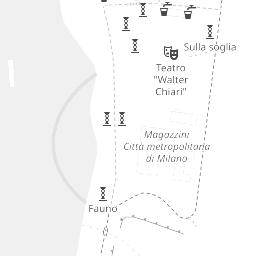 Sulla soglia
Teatro
"Walter
Chiari"
Magazzini
Città metropolitana
di Milano
Fauno